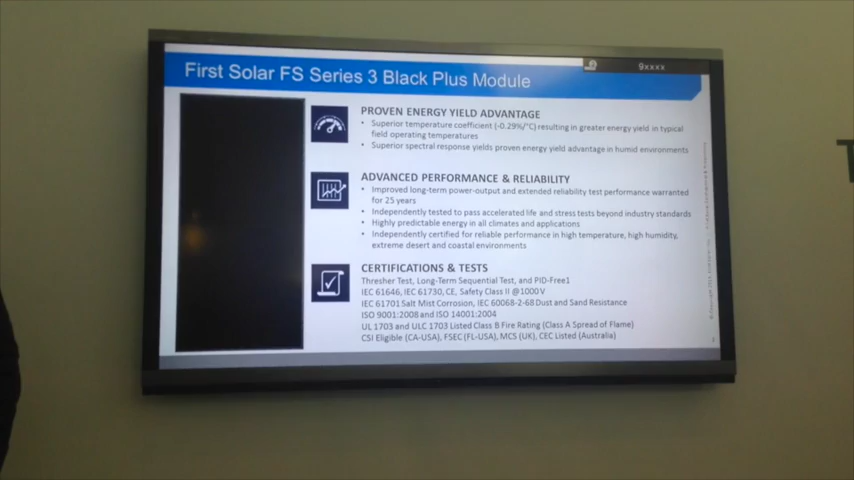 9xxxx
First Solar FS Series 3 Black Plus Module
PROVEN ENERGY YIELD ADVANTAGE
• Superior temperature coefficient (-0.29%/°C) resulting in greater energy yield in typical
field operating temperatures
• Superior spectral response yields proven energy yield advantage in humid environments
ADVANCED PERFORMANCE & RELIABILITY
• Improved long-term power-output and extended reliability test performance warranted
for 25 years
• Independently tested to pass accelerated life and stress tests beyond industry standards
• Highly predictable energy in all climates and applications
• Independently certified for reliable performance in high temperature, high humidity,
extreme desert and coastal environments
CERTIFICATIONS & TESTS
Thresher Test, Long-Term Sequential Test, and PID-Free1
IEC 61646, IEC 61730, CE, Safety Class II @1000V
IEC 61701 Salt Mist Corrosion, IEC 60068-2-68 Dust and Sand Resistance
ISO 9001:2008 and ISO 14001:2004
UL 1703 and ULC 1703 Listed Class B Fire Rating (Class A Spread of Flame)
CSI Eligible (CA-USA), FSEC (FL-USA), MCS (UK), CEC Listed (Australia)
T